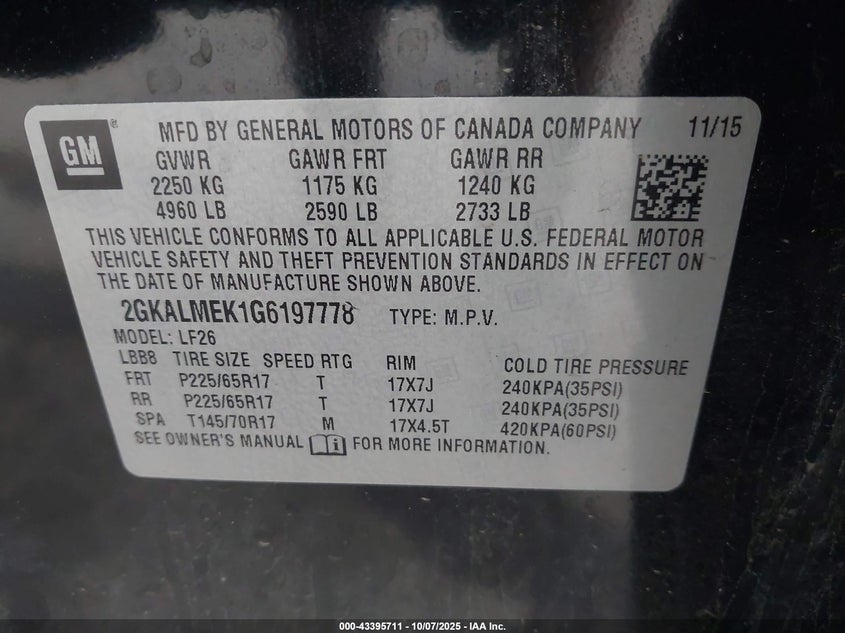 GM®
MFD BY GENERAL MOTORS OF CANADA COMPANY 11/15
GVWR GAWR FRT GAWR RR
2250 KG 1175 KG 1240 KG
4960 LB 2590 LB 2733 LB
THIS VEHICLE CONFORMS TO ALL APPLICABLE U.S. FEDERAL MOTOR
VEHICLE SAFETY AND THEFT PREVENTION STANDARDS IN EFFECT ON
THE DATE OF MANUFACTURE SHOWN ABOVE.
2GKALMEK1G6197778 TYPE: M.P.V.
MODEL: LF26
LBB8 TIRE SIZE SPEED RTG RIM COLD TIRE PRESSURE
FRT P225/65R17 T 17X7J 240KPA(35PSI)
RR P225/65R17 T 17X7J 240KPA(35PSI)
SPA T145/70R17 M 17X4.5T 420KPA(60PSI)
SEE OWNER'S MANUAL i FOR MORE INFORMATION.
000-43395711 - 10/07/2025 - IAA Inc.